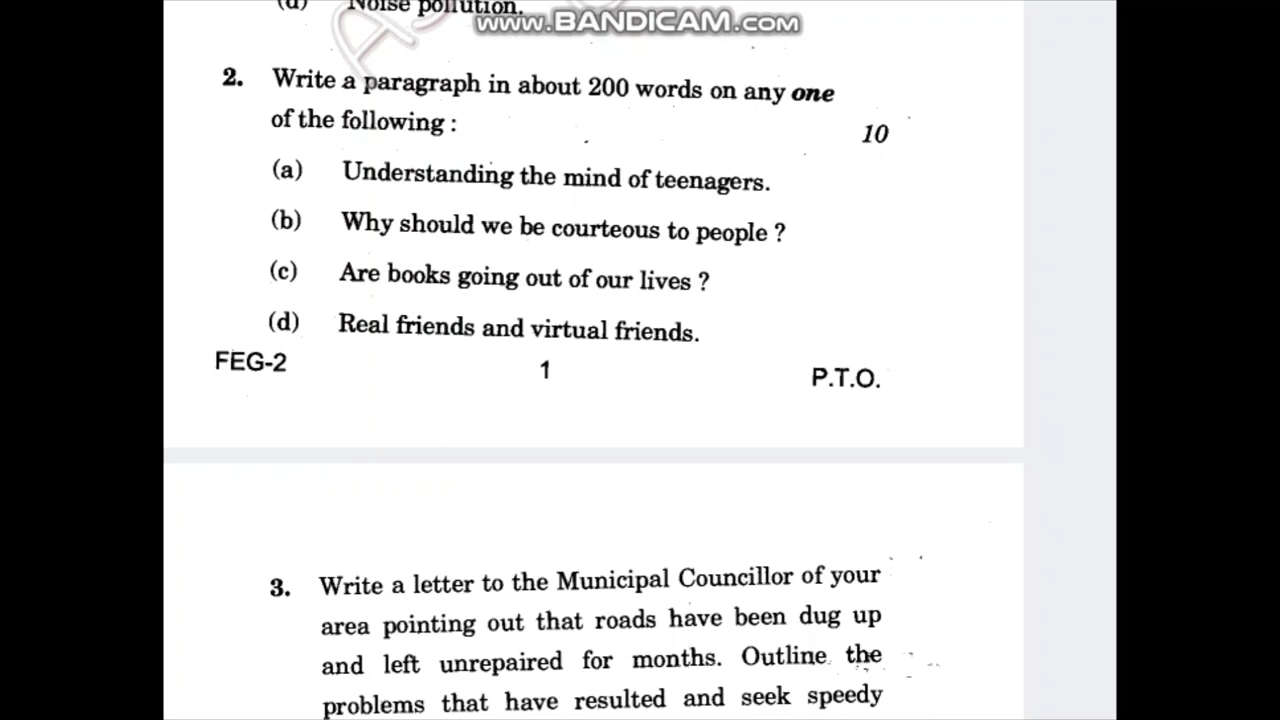 (d) Noise pollution.
www.BANDICAM.com
2. Write a paragraph in about 200 words on any one
of the following :
10
(a) Understanding the mind of teenagers.
(b) Why should we be courteous to people ?
(c) Are books going out of our lives ?
(d) Real friends and virtual friends.
FEG-2 1 P.T.O.
3. Write a letter to the Municipal Councillor of your
area pointing out that roads have been dug up
and left unrepaired for months. Outline the
problems that have resulted and seek speedy